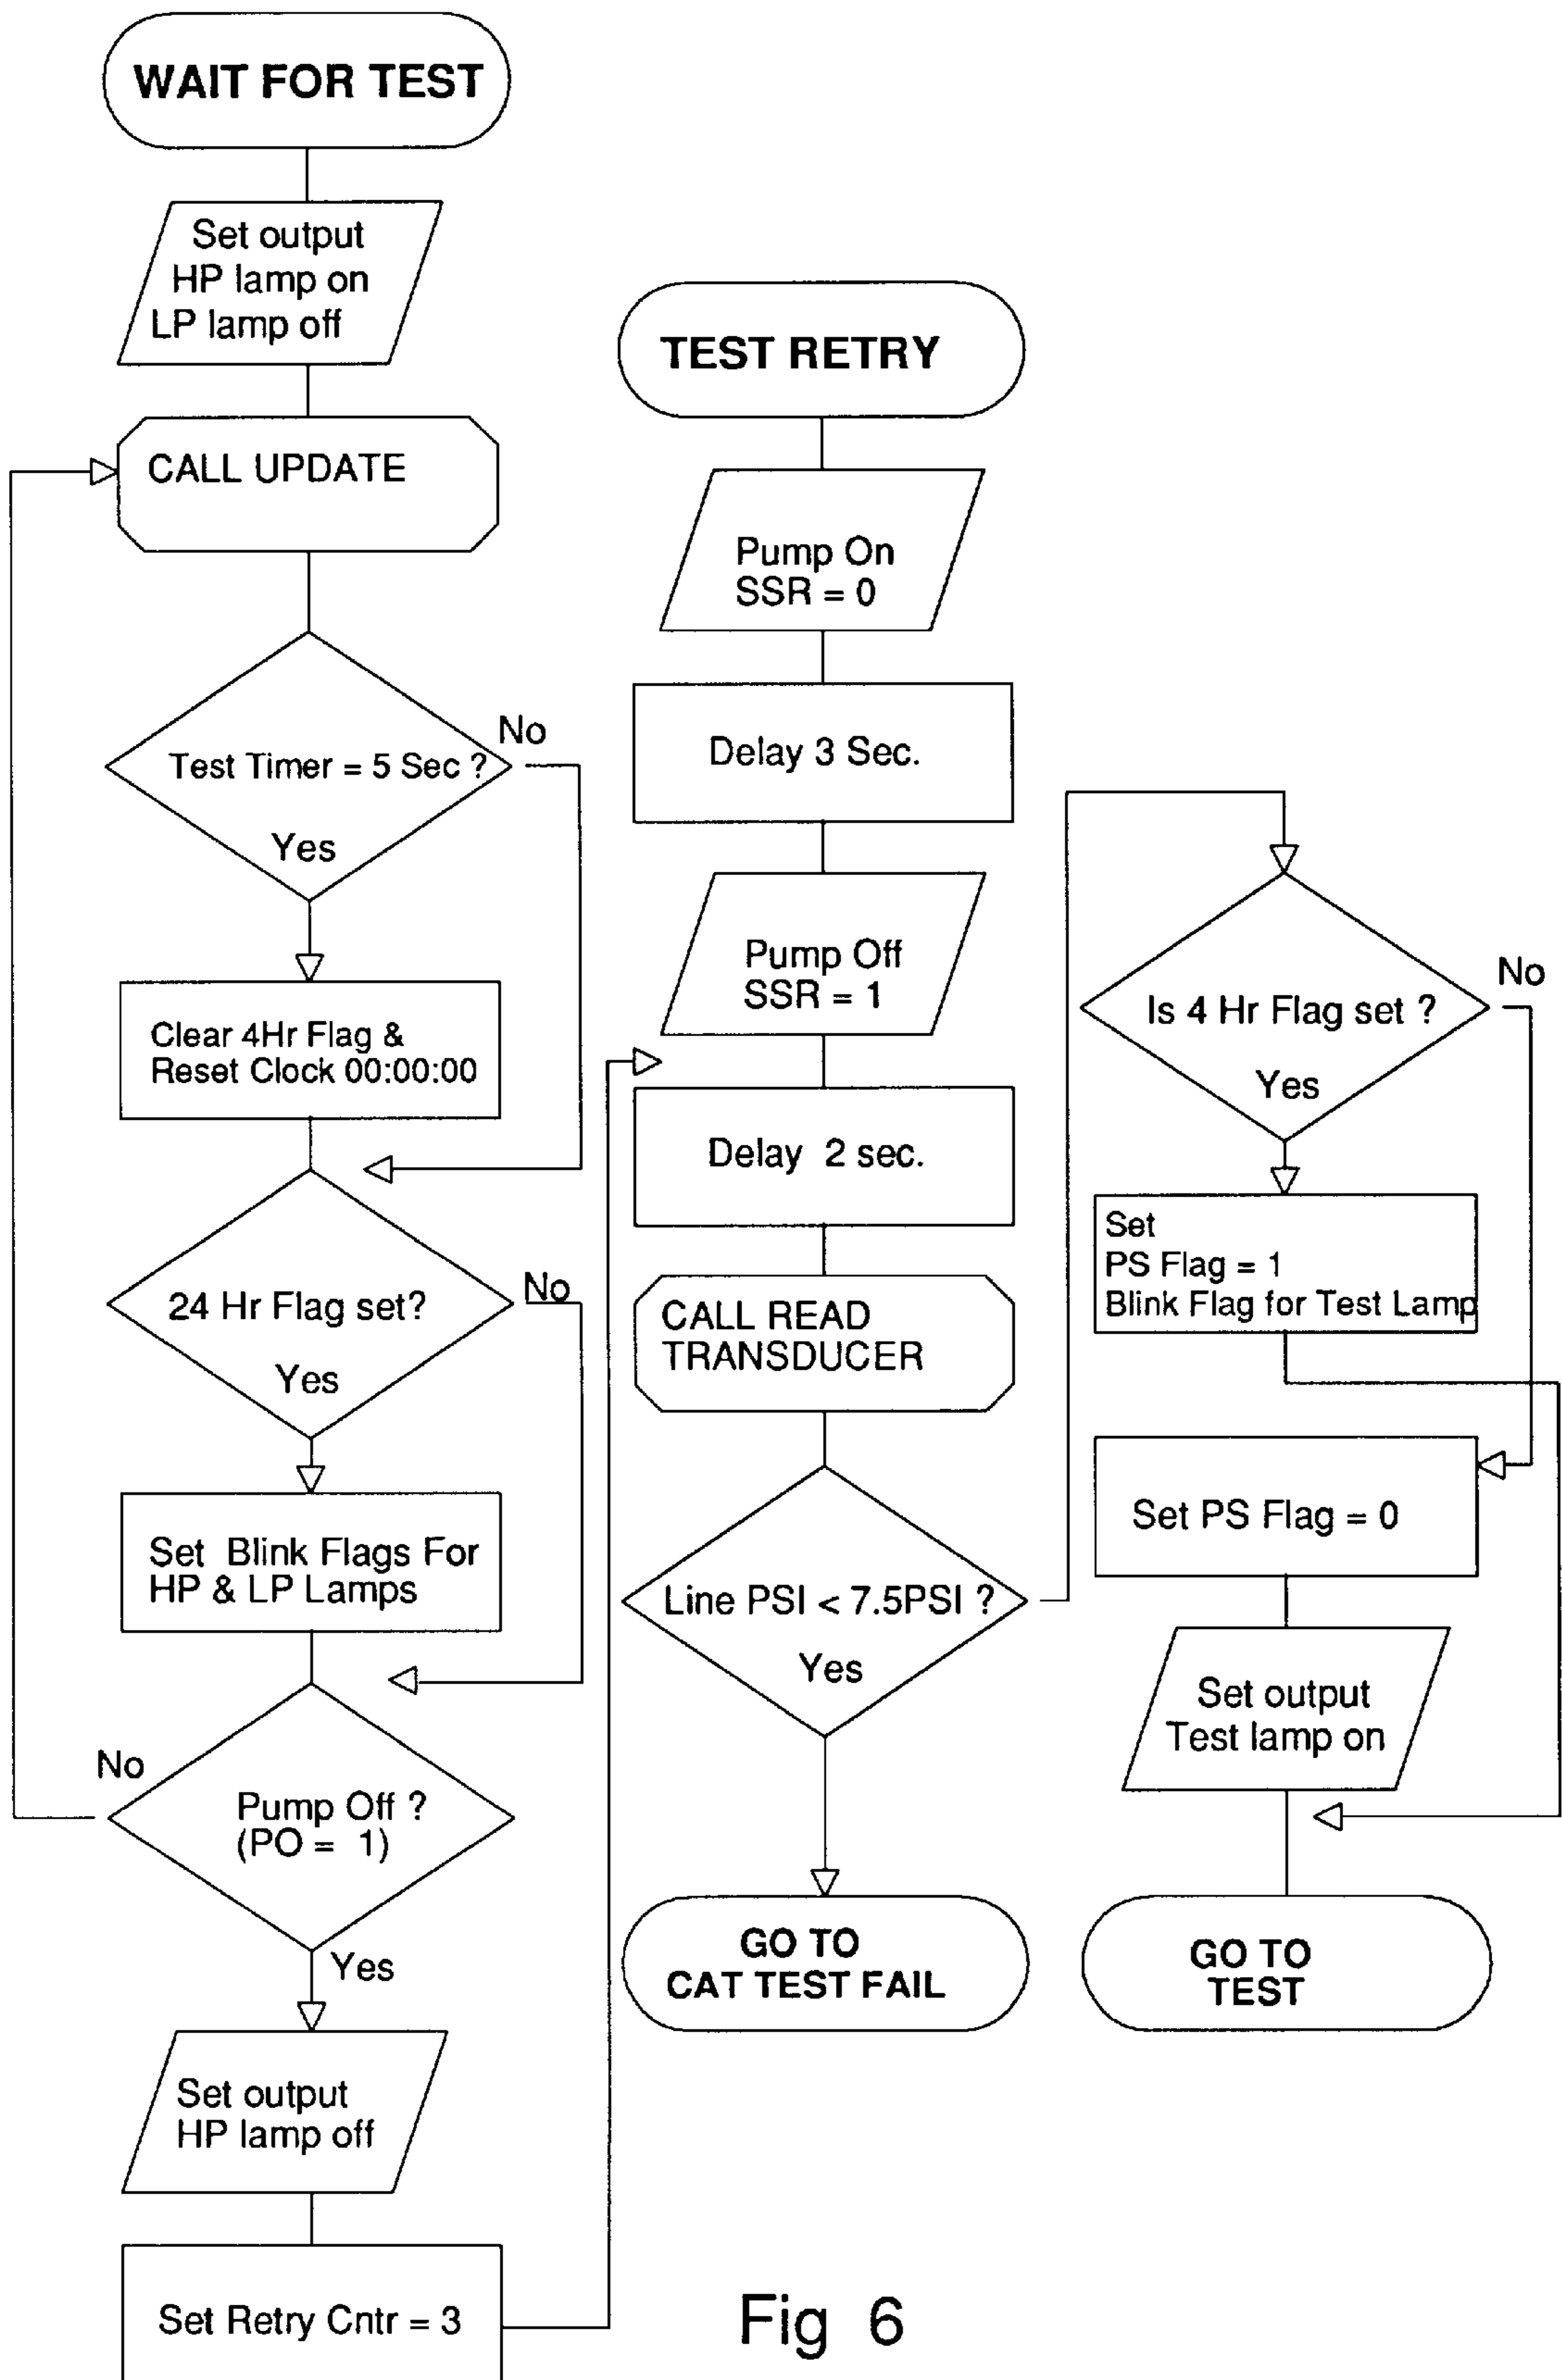 WAIT FOR TEST
Set output
HP lamp on
LP lamp off
CALL UPDATE
No
Test Timer = 5 Sec ?
Yes
Clear 4Hr Flag &
Reset Clock 00:00:00
No
24 Hr Flag set?
Yes
Set Blink Flags For
HP & LP Lamps
No
Pump Off ?
(PO = 1)
Yes
Set output
HP lamp off
Set Retry Cntr = 3
TEST RETRY
Pump On
SSR = 0
Delay 3 Sec.
Pump Off
SSR = 1
Delay 2 sec.
CALL READ
TRANSDUCER
Line PSI < 7.5PSI ?
Yes
GO TO
CAT TEST FAIL
No
Is 4 Hr Flag set ?
Yes
Set
PS Flag = 1
Blink Flag for Test Lamp
Set PS Flag = 0
Set output
Test lamp on
GO TO
TEST
Fig 6